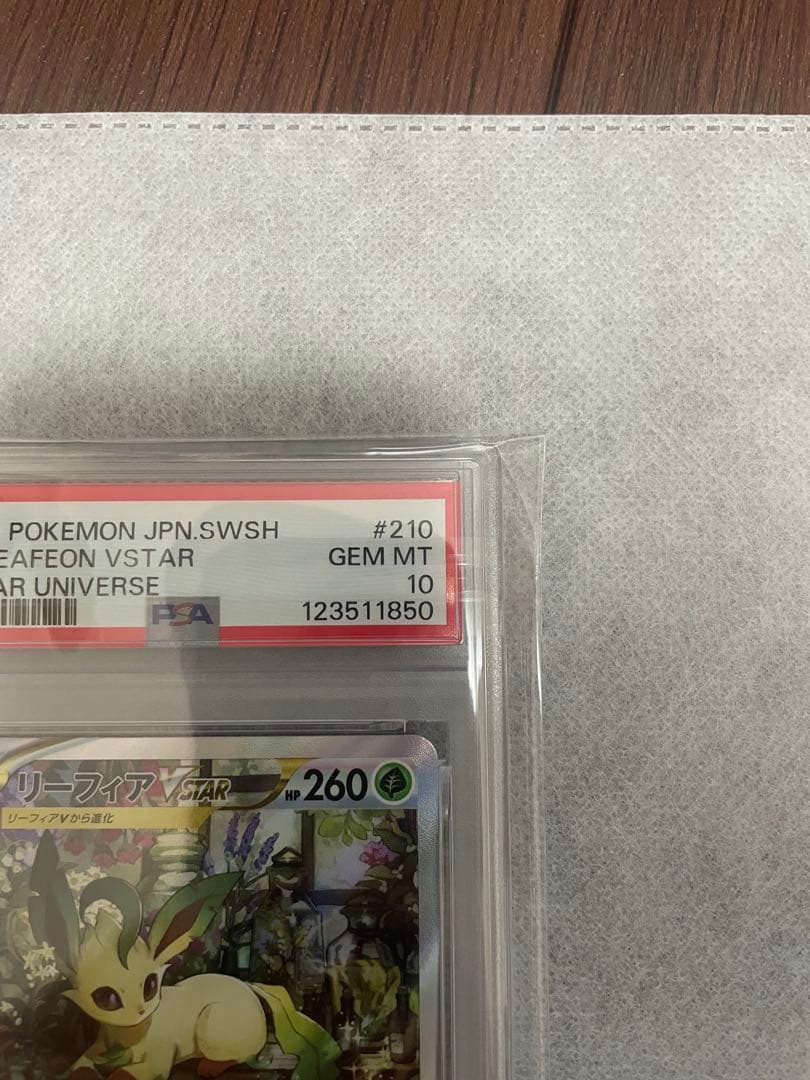 POKEMON JPN.SWSH #210
EAFEON VSTAR GEM MT
AR UNIVERSE 10
PSA 123511850
リーフィア VSTAR HP 260
リーフィアVから進化